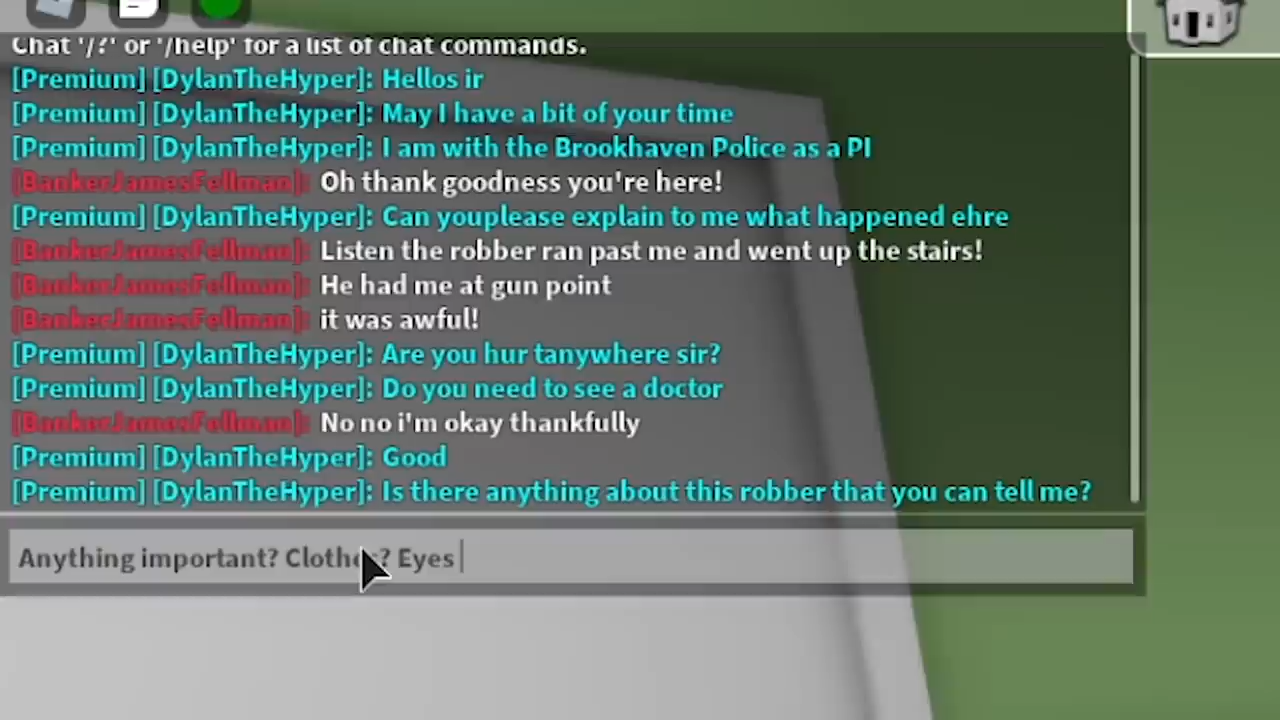 Chat '/?' or '/help' for a list of chat commands.
[Premium] [DylanTheHyper]: Hellos ir
[Premium] [DylanTheHyper]: May I have a bit of your time
[Premium] [DylanTheHyper]: I am with the Brookhaven Police as a PI
[BankerJamesFellman]: Oh thank goodness you're here!
[Premium] [DylanTheHyper]: Can youplease explain to me what happened ehre
[BankerJamesFellman]: Listen the robber ran past me and went up the stairs!
[BankerJamesFellman]: He had me at gun point
[BankerJamesFellman]: it was awful!
[Premium] [DylanTheHyper]: Are you hur tanywhere sir?
[Premium] [DylanTheHyper]: Do you need to see a doctor
[BankerJamesFellman]: No no i'm okay thankfully
[Premium] [DylanTheHyper]: Good
[Premium] [DylanTheHyper]: Is there anything about this robber that you can tell me?
Anything important? Clothes? Eyes